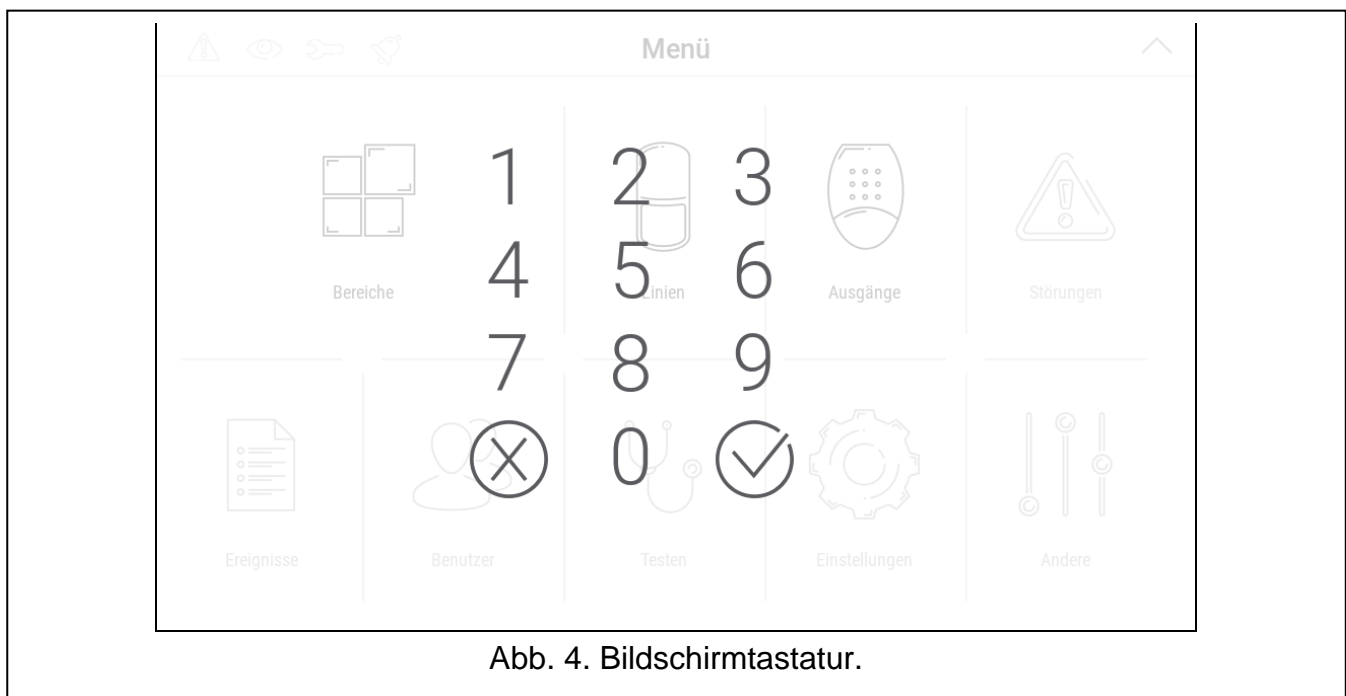 Menü
1 2 3
Bereiche Linien Ausgänge Störungen
4 5 6
7 8 9
0
Ereignisse Benutzer Testen Einstellungen Andere
Abb. 4. Bildschirmtastatur.